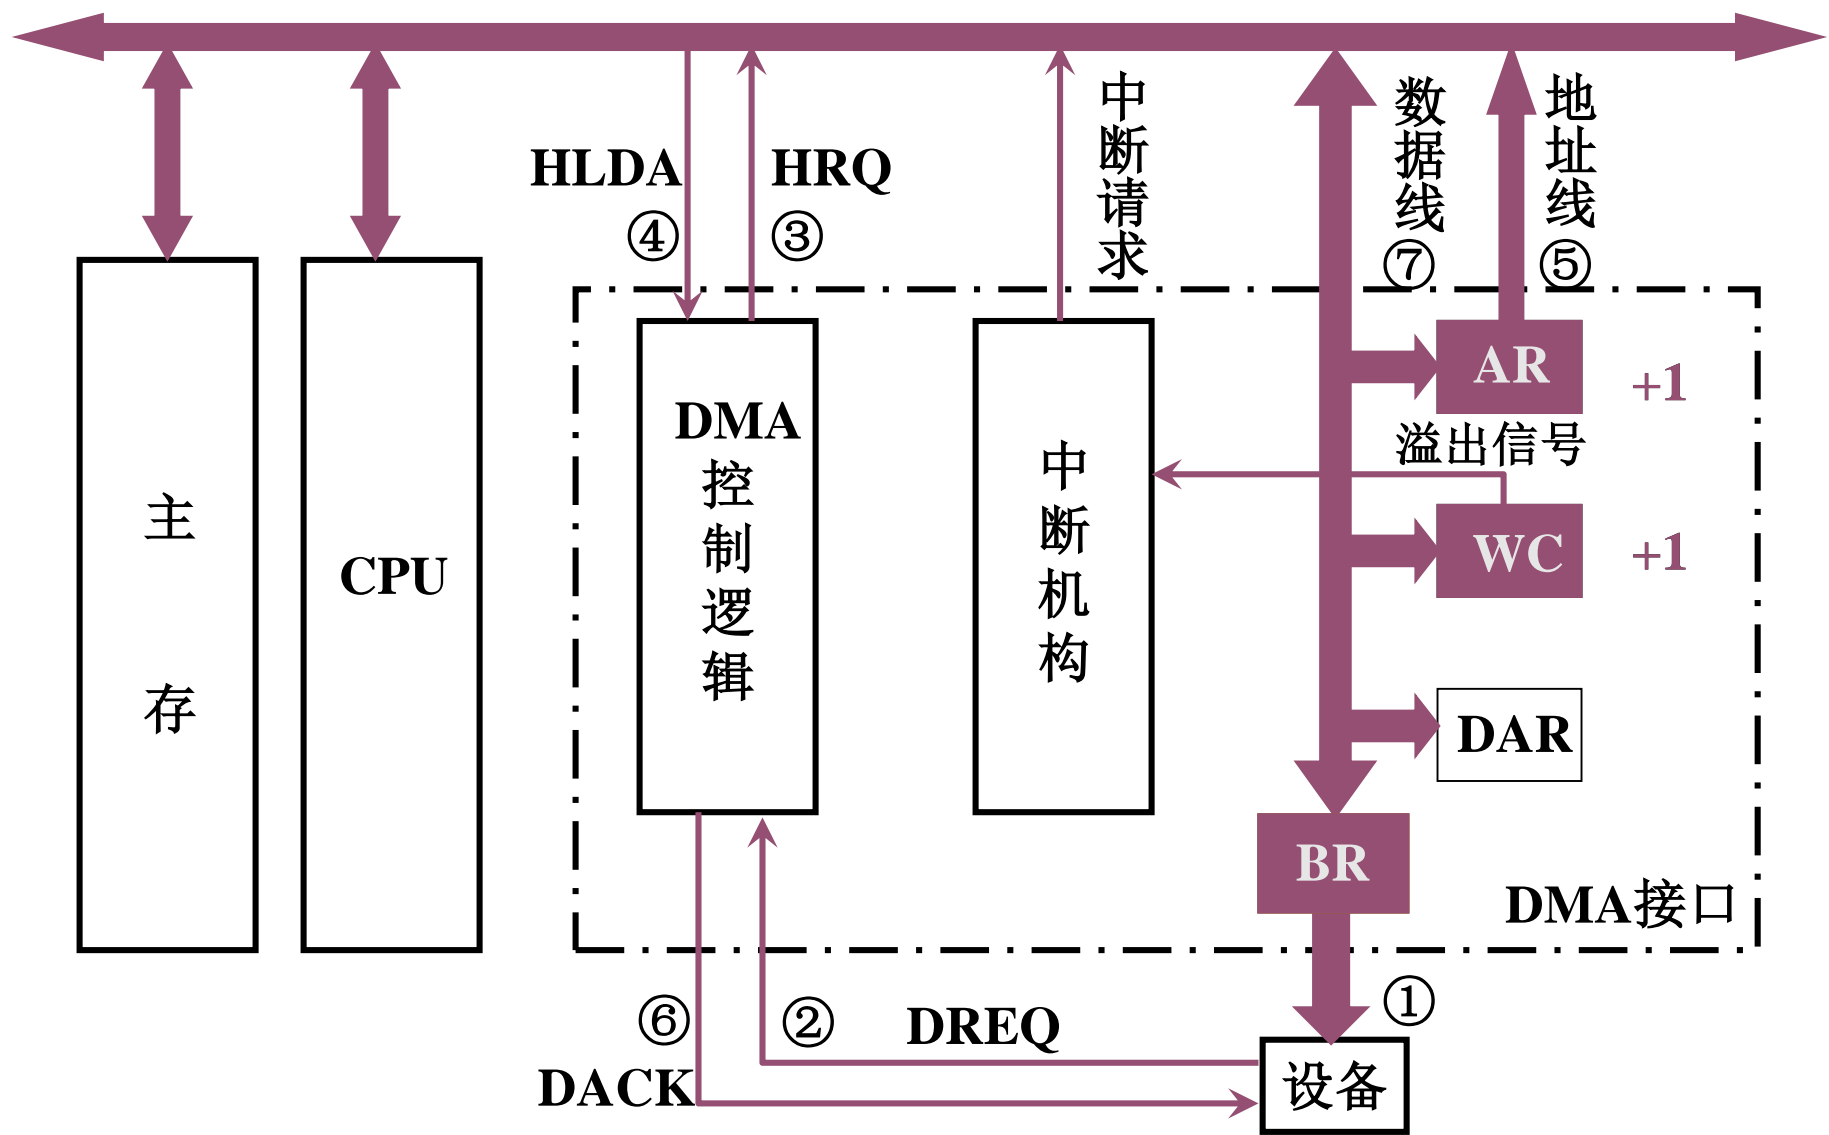 HLDA
④
HRQ
③
中断请求
数据线
⑦
地址线
⑤
主存
CPU
DMA
控制逻辑
中断机构
AR
+1
溢出信号
WC
+1
DAR
BR
DMA接口
⑥
②
DREQ
①
DACK
设备